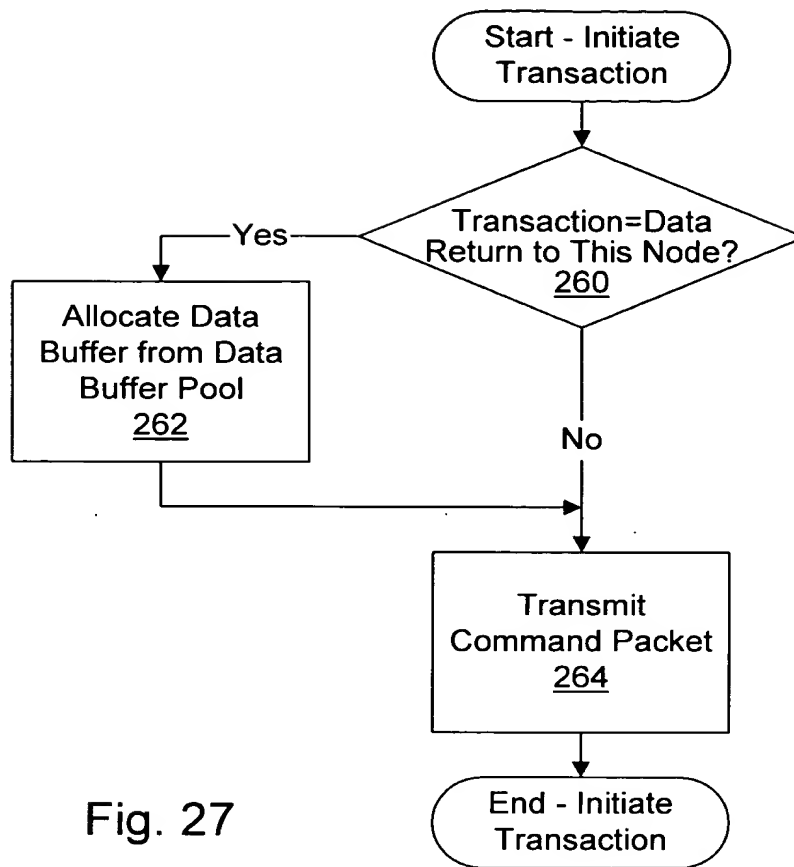 Start - Initiate
Transaction
Transaction=Data
Return to This Node?
260
Yes
Allocate Data
Buffer from Data
Buffer Pool
262
No
Transmit
Command Packet
264
End - Initiate
Transaction
Fig. 27